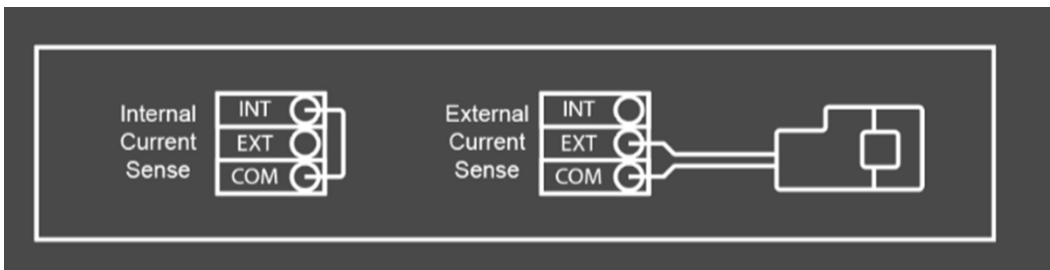 Internal
Current
Sense
INT
EXT
COM
External
Current
Sense
INT
EXT
COM